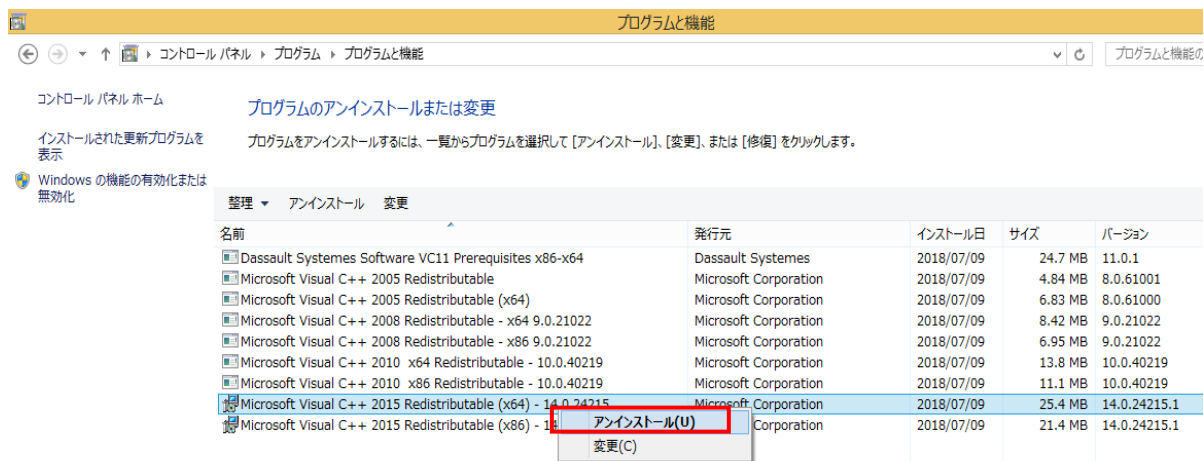 プログラムと機能
コントロール パネル ▸ プログラム ▸ プログラムと機能
プログラムと機能の
コントロール パネル ホーム
インストールされた更新プログラムを
表示
Windows の機能の有効化または
無効化
プログラムのアンインストールまたは変更
プログラムをアンインストールするには、一覧からプログラムを選択して [アンインストール]、[変更]、または [修復] をクリックします。
整理 アンインストール 変更
名前 発行元 インストール日 サイズ バージョン
Dassault Systemes Software VC11 Prerequisites x86-x64 Dassault Systemes 2018/07/09 24.7 MB 11.0.1
Microsoft Visual C++ 2005 Redistributable Microsoft Corporation 2018/07/09 4.84 MB 8.0.61001
Microsoft Visual C++ 2005 Redistributable (x64) Microsoft Corporation 2018/07/09 6.83 MB 8.0.61000
Microsoft Visual C++ 2008 Redistributable - x64 9.0.21022 Microsoft Corporation 2018/07/09 8.42 MB 9.0.21022
Microsoft Visual C++ 2008 Redistributable - x86 9.0.21022 Microsoft Corporation 2018/07/09 6.95 MB 9.0.21022
Microsoft Visual C++ 2010 x64 Redistributable - 10.0.40219 Microsoft Corporation 2018/07/09 13.8 MB 10.0.40219
Microsoft Visual C++ 2010 x86 Redistributable - 10.0.40219 Microsoft Corporation 2018/07/09 11.1 MB 10.0.40219
Microsoft Visual C++ 2015 Redistributable (x64) - 14.0.24215 Microsoft Corporation 2018/07/09 25.4 MB 14.0.24215.1
Microsoft Visual C++ 2015 Redistributable (x86) - 14 Corporation 2018/07/09 21.4 MB 14.0.24215.1
アンインストール(U)
変更(C)